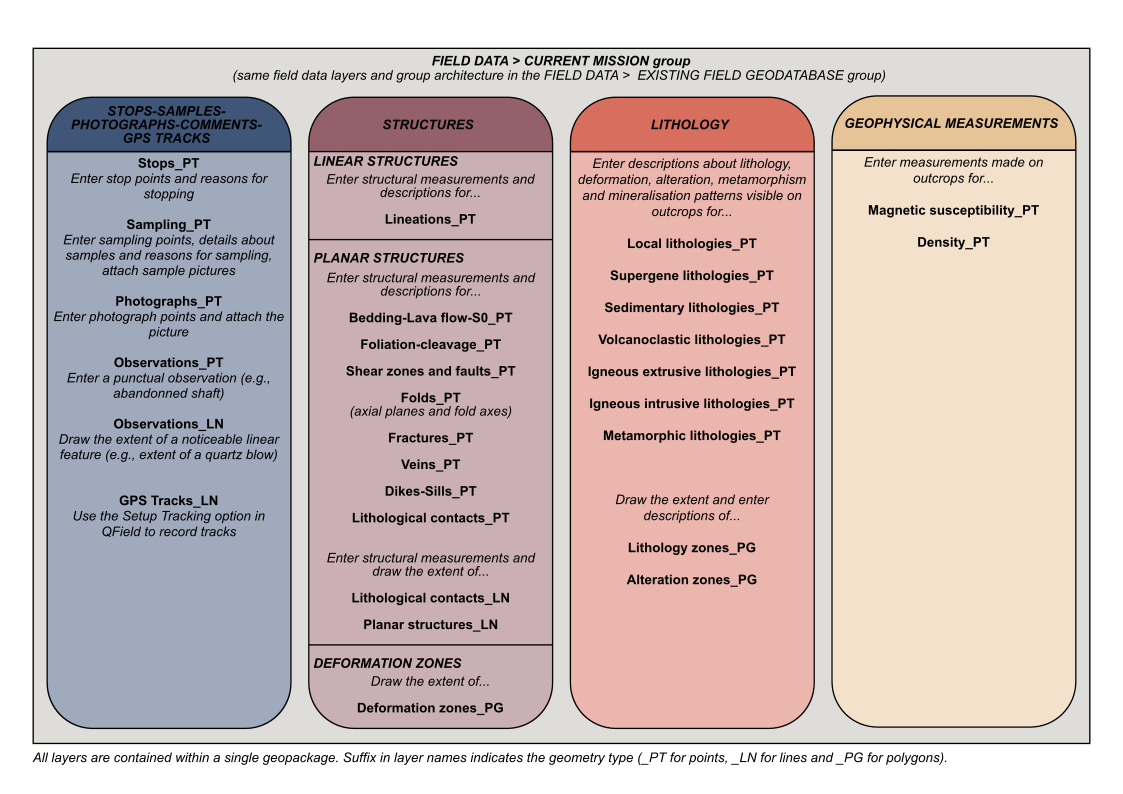 FIELD DATA > CURRENT MISSION group
(same field data layers and group architecture in the FIELD DATA > EXISTING FIELD GEODATABASE group)
STOPS-SAMPLES-
PHOTOGRAPHS-COMMENTS-
GPS TRACKS
Stops_PT
Enter stop points and reasons for
stopping
Sampling_PT
Enter sampling points, details about
samples and reasons for sampling,
attach sample pictures
Photographs_PT
Enter photograph points and attach the
picture
Observations_PT
Enter a punctual observation (e.g.,
abandonned shaft)
Observations_LN
Draw the extent of a noticeable linear
feature (e.g., extent of a quartz blow)
GPS Tracks_LN
Use the Setup Tracking option in
QField to record tracks
STRUCTURES
LINEAR STRUCTURES
Enter structural measurements and
descriptions for...
Lineations_PT
PLANAR STRUCTURES
Enter structural measurements and
descriptions for...
Bedding-Lava flow-S0_PT
Foliation-cleavage_PT
Shear zones and faults_PT
Folds_PT
(axial planes and fold axes)
Fractures_PT
Veins_PT
Dikes-Sills_PT
Lithological contacts_PT
Enter structural measurements and
draw the extent of...
Lithological contacts_LN
Planar structures_LN
DEFORMATION ZONES
Draw the extent of...
Deformation zones_PG
LITHOLOGY
Enter descriptions about lithology,
deformation, alteration, metamorphism
and mineralisation patterns visible on
outcrops for...
Local lithologies_PT
Supergene lithologies_PT
Sedimentary lithologies_PT
Volcanoclastic lithologies_PT
Igneous extrusive lithologies_PT
Igneous intrusive lithologies_PT
Metamorphic lithologies_PT
Draw the extent and enter
descriptions of...
Lithology zones_PG
Alteration zones_PG
GEOPHYSICAL MEASUREMENTS
Enter measurements made on
outcrops for...
Magnetic susceptibility_PT
Density_PT
All layers are contained within a single geopackage. Suffix in layer names indicates the geometry type (_PT for points, _LN for lines and _PG for polygons).